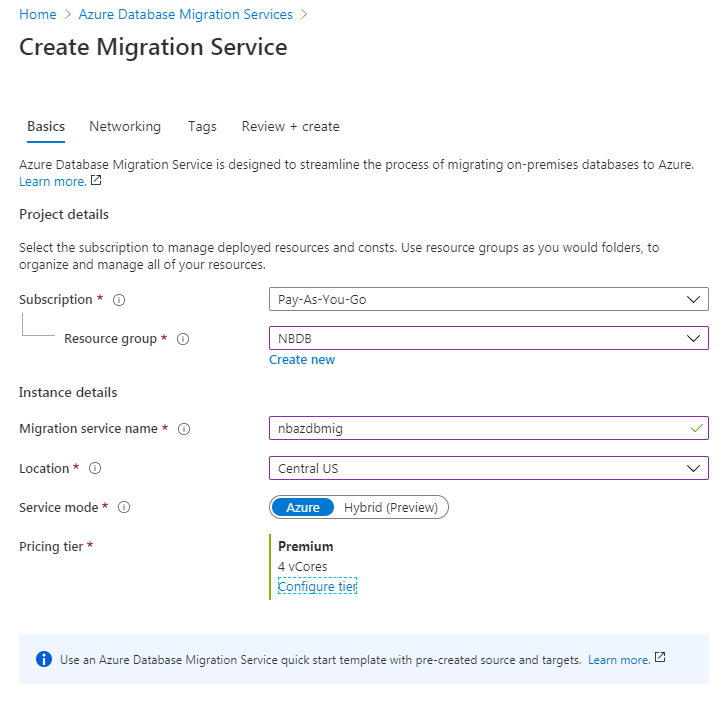 Home > Azure Database Migration Services >
Create Migration Service
Basics Networking Tags Review + create
Azure Database Migration Service is designed to streamline the process of migrating on-premises databases to Azure.
Learn more.
Project details
Select the subscription to manage deployed resources and consts. Use resource groups as you would folders, to
organize and manage all of your resources.
Subscription * Pay-As-You-Go
Resource group * NBDB
Create new
Instance details
Migration service name * nbazdbmig
Location * Central US
Service mode * Azure Hybrid (Preview)
Pricing tier * Premium
4 vCores
Configure tier
Use an Azure Database Migration Service quick start template with pre-created source and targets. Learn more.